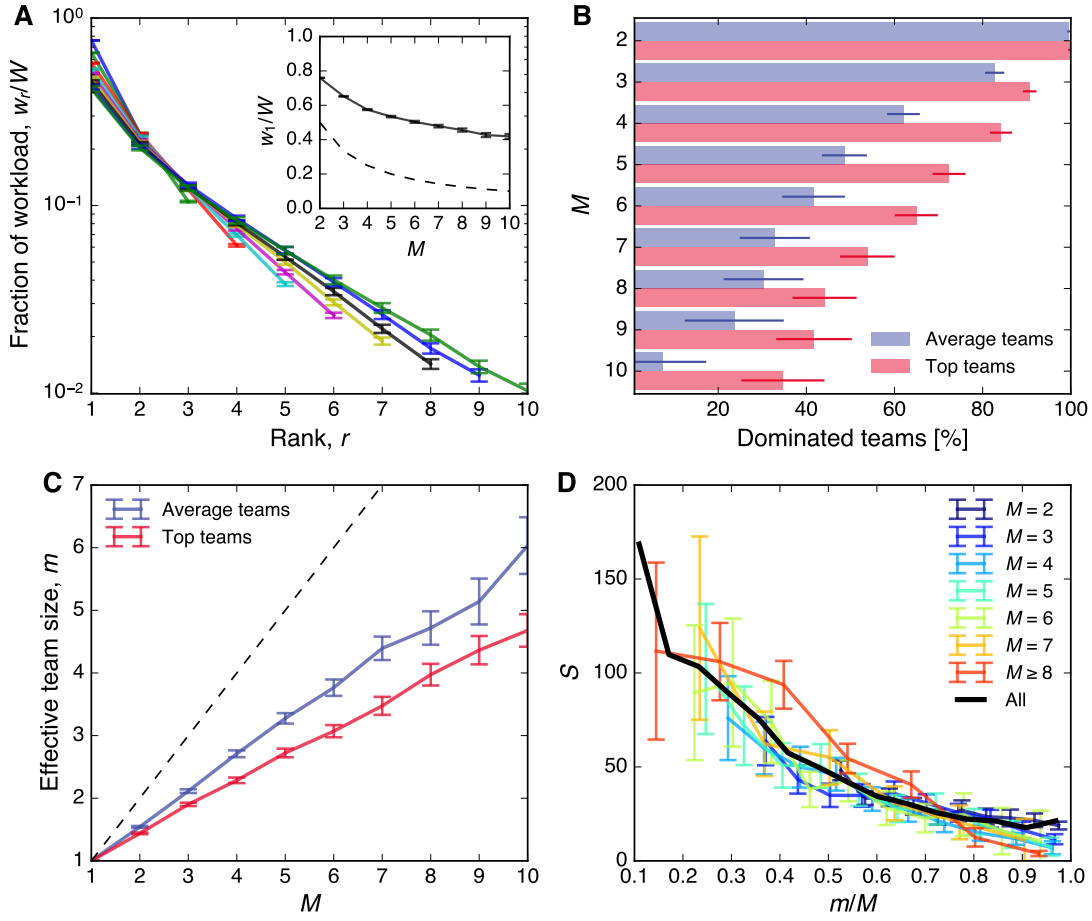 A
Fraction of workload, wr/W
10⁰
10⁻¹
10⁻²
1 2 3 4 5 6 7 8 9 10
Rank, r
w₁/W
1.0
0.8
0.6
0.4
0.2
0.0
2 3 4 5 6 7 8 9 10
M
B
M
2
3
4
5
6
7
8
9
10
Average teams
Top teams
20 40 60 80 100
Dominated teams [%]
C
Effective team size, m
7
6
5
4
3
2
1
Average teams
Top teams
1 2 3 4 5 6 7 8 9 10
M
D
S
200
150
100
50
0
M = 2
M = 3
M = 4
M = 5
M = 6
M = 7
M ≥ 8
All
0.1 0.2 0.3 0.4 0.5 0.6 0.7 0.8 0.9 1.0
m/M